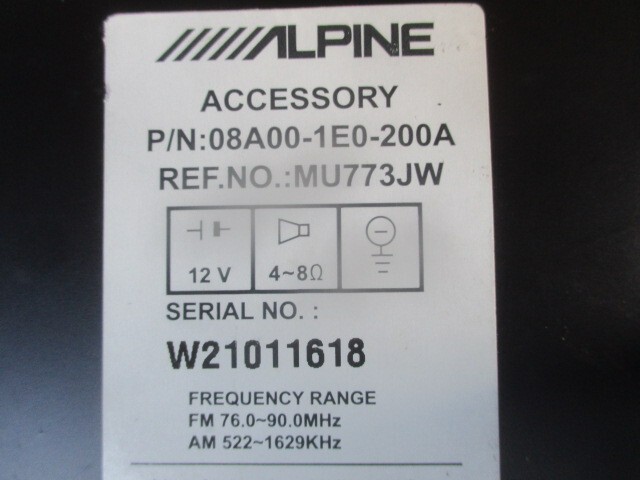 ALPINE
ACCESSORY
P/N:08A00-1E0-200A
REF.NO.:MU773JW
12 V
4~8Ω
SERIAL NO. :
W21011618
FREQUENCY RANGE
FM 76.0~90.0MHz
AM 522~1629KHz